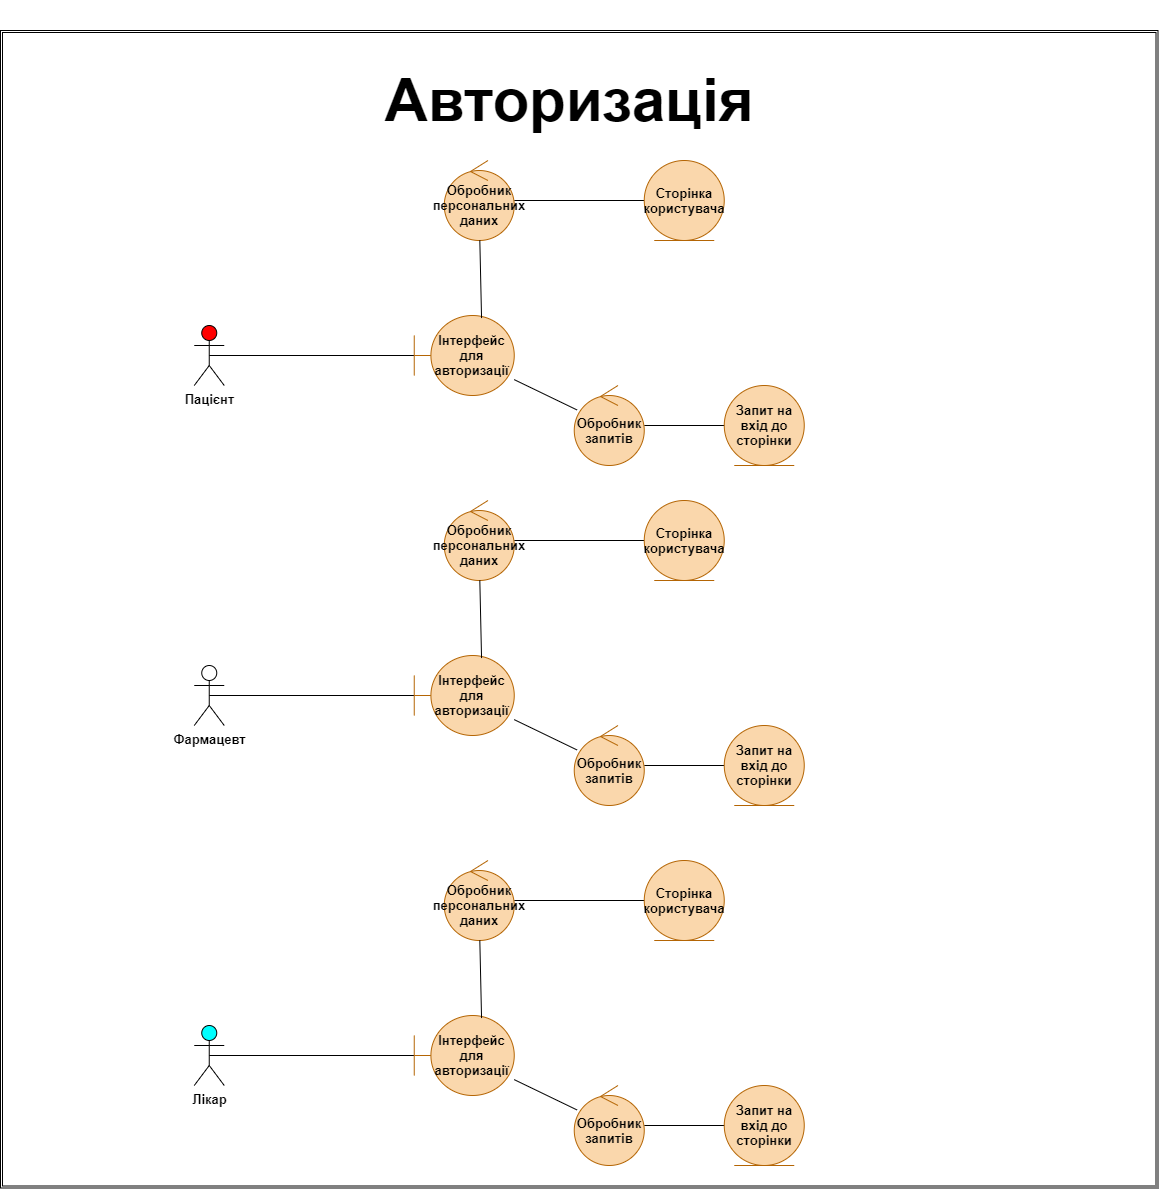 Авторизація
Обробник
персональних
даних
Сторінка
користувача
Інтерфейс
для
авторизації
Пацієнт
Обробник
запитів
Запит на
вхід до
сторінки
Обробник
персональних
даних
Сторінка
користувача
Інтерфейс
для
авторизації
Фармацевт
Обробник
запитів
Запит на
вхід до
сторінки
Обробник
персональних
даних
Сторінка
користувача
Інтерфейс
для
авторизації
Лікар
Обробник
запитів
Запит на
вхід до
сторінки